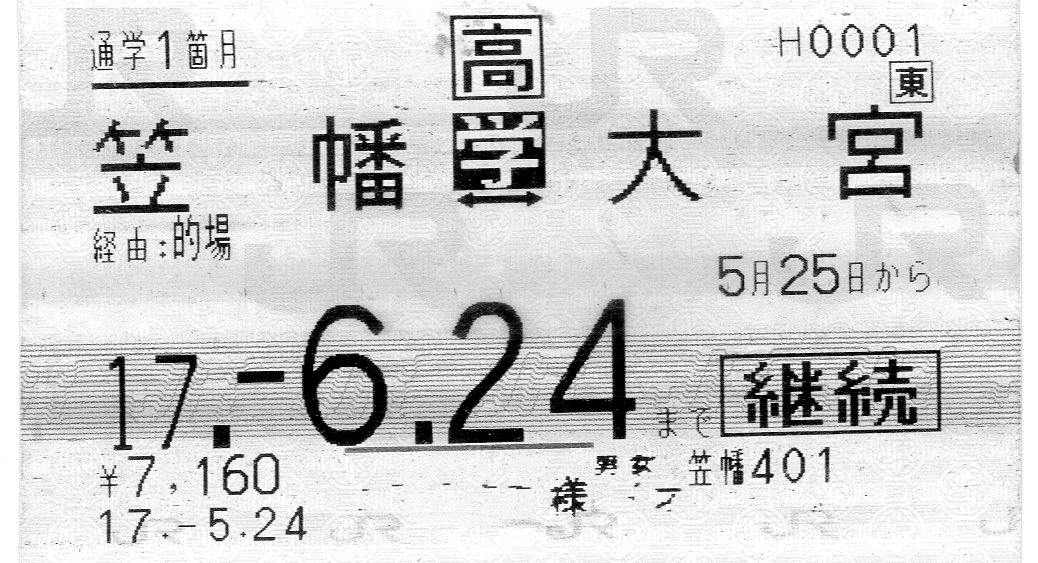 通学1箇月 高 H0001
東
笠幡 学 大宮
経由:的場
5月25日から
17.-6.24まで 継続
¥7,160 様 男 女 笠幡401
17.-5.24